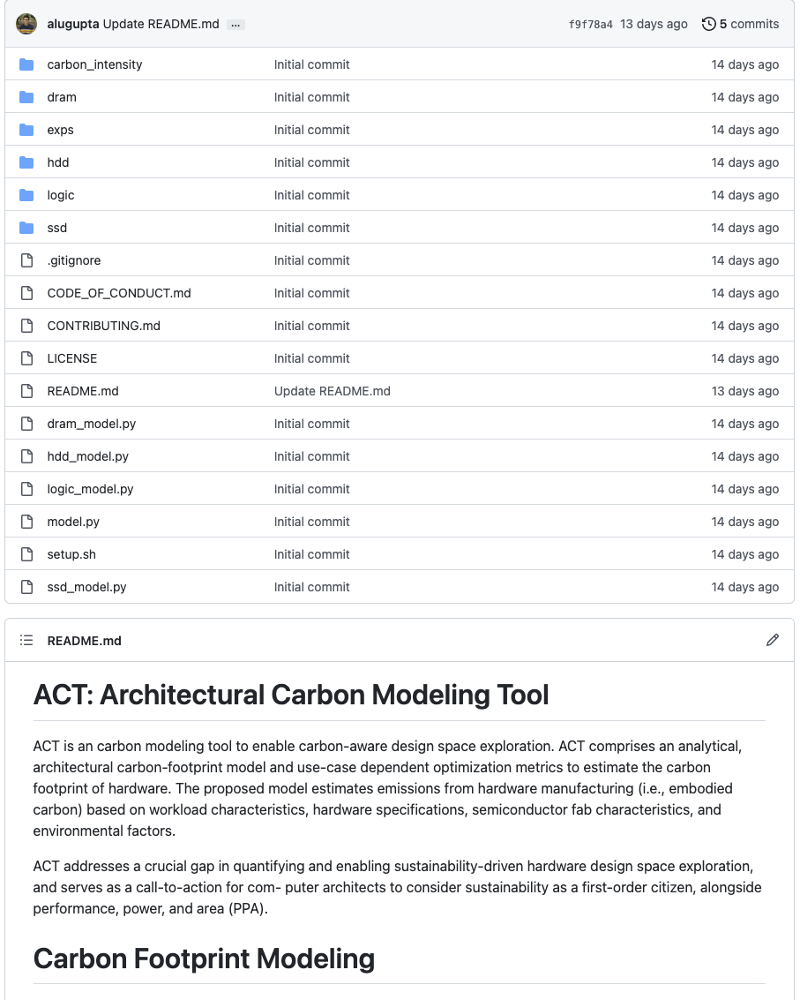 alugupta Update README.md ... f9f78a4 13 days ago 5 commits
carbon_intensity Initial commit 14 days ago
dram Initial commit 14 days ago
exps Initial commit 14 days ago
hdd Initial commit 14 days ago
logic Initial commit 14 days ago
ssd Initial commit 14 days ago
.gitignore Initial commit 14 days ago
CODE_OF_CONDUCT.md Initial commit 14 days ago
CONTRIBUTING.md Initial commit 14 days ago
LICENSE Initial commit 14 days ago
README.md Update README.md 13 days ago
dram_model.py Initial commit 14 days ago
hdd_model.py Initial commit 14 days ago
logic_model.py Initial commit 14 days ago
model.py Initial commit 14 days ago
setup.sh Initial commit 14 days ago
ssd_model.py Initial commit 14 days ago
README.md
ACT: Architectural Carbon Modeling Tool
ACT is an carbon modeling tool to enable carbon-aware design space exploration. ACT comprises an analytical,
architectural carbon-footprint model and use-case dependent optimization metrics to estimate the carbon
footprint of hardware. The proposed model estimates emissions from hardware manufacturing (i.e., embodied
carbon) based on workload characteristics, hardware specifications, semiconductor fab characteristics, and
environmental factors.
ACT addresses a crucial gap in quantifying and enabling sustainability-driven hardware design space exploration,
and serves as a call-to-action for com- puter architects to consider sustainability as a first-order citizen, alongside
performance, power, and area (PPA).
Carbon Footprint Modeling